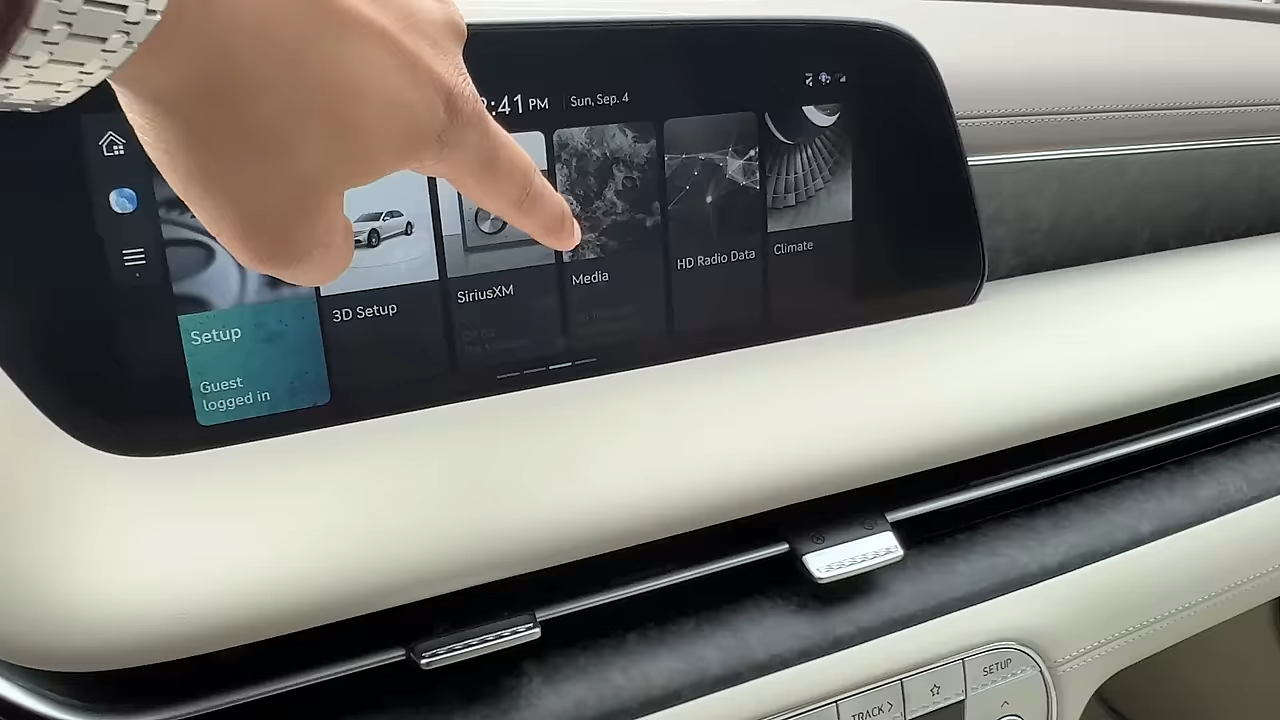 :41 PM
Sun, Sep. 4
Setup
Guest
logged in
3D Setup
SiriusXM
Media
HD Radio Data
Climate
SETUP
TRACK >